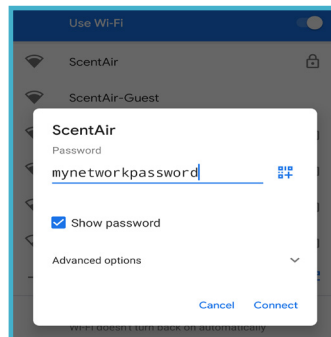 Use Wi-Fi
ScentAir
ScentAir-Guest
ScentAir
Password
mynetworkpassword
Show password
Advanced options
Cancel
Connect
Wi-Fi doesn't turn back on automatically